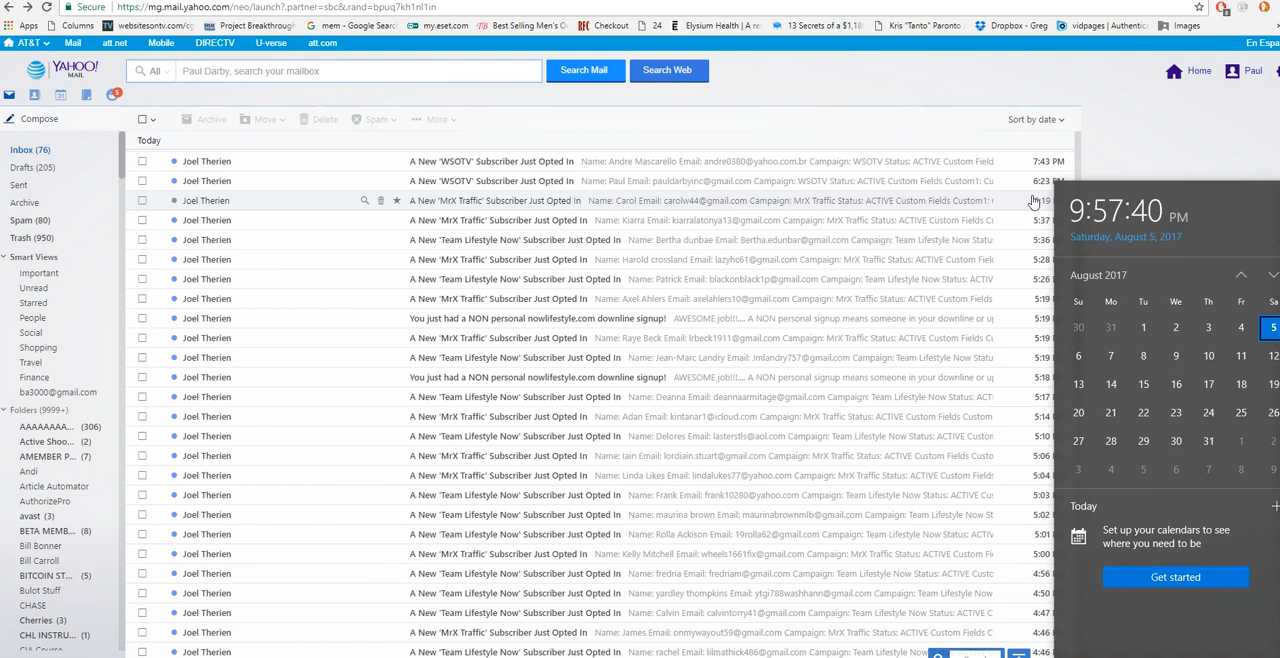 Secure https://mg.mail.yahoo.com/neo/launch?.partner=sbc&.rand=bpuq7kh1nl1in
Apps Columns websitesontv.com/cg Project Breakthrough mem - Google Search my.eset.com Best Selling Men's O Checkout 24 Elysium Health | A re 13 Secrets of a $1,18 Kris "Tanto" Paronto Dropbox - Greg vidpages | Authentica Images
AT&T Mail att.net Mobile DIRECTV U-verse att.com En Espa
AT&T YAHOO! MAIL All Paul Darby, search your mailbox Search Mail Search Web Home Paul
5
Compose Archive Move Delete Spam More Sort by date
Today
Inbox (76)
Drafts (205)
Sent
Archive
Spam (80)
Trash (950)
Smart Views
Important
Unread
Starred
People
Social
Shopping
Travel
Finance
ba3000@gmail.com
Folders (9999+)
AAAAAAA... (306)
Active Shoo... (2)
AMEMBER P... (7)
Andi
Article Automator
AuthorizePro
avast (3)
BETA MEMB... (8)
Bill Bonner
Bill Carroll
BITCOIN ST... (5)
Bulot Stuff
CHASE
Cherries (3)
CHL INSTRU... (1)
Joel Therien A New 'WSOTV' Subscriber Just Opted In Name: Andre Mascarello Email: andre0380@yahoo.com.br Campaign: WSOTV Status: ACTIVE Custom Field 7:43 PM
Joel Therien A New 'WSOTV' Subscriber Just Opted In Name: Paul Email: pauldarbyinc@gmail.com Campaign: WSOTV Status: ACTIVE Custom Fields Custom1: Cu 6:23 PM
Joel Therien A New 'MrX Traffic' Subscriber Just Opted In Name: Carol Email: carolw44@gmail.com Campaign: MrX Traffic Status: ACTIVE Custom Fields Custom1: :19
Joel Therien A New 'MrX Traffic' Subscriber Just Opted In Name: Kiarra Email: kiarralatonya13@gmail.com Campaign: MrX Traffic Status: ACTIVE Custom Fields 5:37
Joel Therien A New 'Team Lifestyle Now' Subscriber Just Opted In Name: Bertha dunbae Email: Bertha.edunbar@gmail.com Campaign: Team Lifestyle Now Status: 5:36
Joel Therien A New 'MrX Traffic' Subscriber Just Opted In Name: Harold crossland Email: lazyhc61@gmail.com Campaign: MrX Traffic Status: ACTIVE Custom Fields 5:28
Joel Therien A New 'Team Lifestyle Now' Subscriber Just Opted In Name: Patrick Email: blackonblack1p@gmail.com Campaign: Team Lifestyle Now Status: ACTIV 5:26
Joel Therien A New 'MrX Traffic' Subscriber Just Opted In Name: Axel Ahlers Email: axelahlers10@gmail.com Campaign: MrX Traffic Status: ACTIVE Custom Fields 5:19
Joel Therien You just had a NON personal nowlifestyle.com downline signup! AWESOME job!!!.... A NON personal signup means someone in your downline or up 5:19
Joel Therien A New 'MrX Traffic' Subscriber Just Opted In Name: Raye Beck Email: lrbeck1911@gmail.com Campaign: MrX Traffic Status: ACTIVE Custom Fields 5:19
Joel Therien A New 'Team Lifestyle Now' Subscriber Just Opted In Name: Jean-Marc Landry Email: Jmlandry757@gmail.com Campaign: Team Lifestyle Now Status: 5:19
Joel Therien You just had a NON personal nowlifestyle.com downline signup! AWESOME job!!!.... A NON personal signup means someone in your downline or up 5:18
Joel Therien A New 'Team Lifestyle Now' Subscriber Just Opted In Name: Deanna Email: deannaarmitage@gmail.com Campaign: Team Lifestyle Now Status: ACT 5:17
Joel Therien A New 'MrX Traffic' Subscriber Just Opted In Name: Adan Email: kintanar1@icloud.com Campaign: MrX Traffic Status: ACTIVE Custom Fields 5:14
Joel Therien A New 'Team Lifestyle Now' Subscriber Just Opted In Name: Delores Email: lasterstls@aol.com Campaign: Team Lifestyle Now Status: ACTIVE Custom 5:10
Joel Therien A New 'Team Lifestyle Now' Subscriber Just Opted In Name: Iain Email: lordiain.stuart@gmail.com Campaign: Team Lifestyle Now Status: ACTIVE Custom 5:06
Joel Therien A New 'MrX Traffic' Subscriber Just Opted In Name: Linda Likes Email: lindalukes77@yahoo.com Campaign: MrX Traffic Status: ACTIVE Custom Fields 5:04
Joel Therien A New 'Team Lifestyle Now' Subscriber Just Opted In Name: Frank Email: frank10280@yahoo.com Campaign: Team Lifestyle Now Status: ACTIVE Custom 5:03
Joel Therien A New 'Team Lifestyle Now' Subscriber Just Opted In Name: maurina brown Email: maurinabrownmlb@gmail.com Campaign: Team Lifestyle Now Status: 5:02
Joel Therien A New 'Team Lifestyle Now' Subscriber Just Opted In Name: Rolla Ackison Email: 19rolla62@gmail.com Campaign: Team Lifestyle Now Status: ACTIVE 5:01
Joel Therien A New 'MrX Traffic' Subscriber Just Opted In Name: Kelly Mitchell Email: wheels1661fix@gmail.com Campaign: MrX Traffic Status: ACTIVE Custom Fi 5:00
Joel Therien A New 'Team Lifestyle Now' Subscriber Just Opted In Name: fredria Email: fredriam@gmail.com Campaign: Team Lifestyle Now Status: ACTIVE Custom 4:56
Joel Therien A New 'Team Lifestyle Now' Subscriber Just Opted In Name: yardley thompkins Email: ytgi788washhann@gmail.com Campaign: Team Lifestyle Now 4:50
Joel Therien A New 'Team Lifestyle Now' Subscriber Just Opted In Name: Calvin Email: calvintorry41@gmail.com Campaign: Team Lifestyle Now Status: ACTIVE C 4:47
Joel Therien A New 'MrX Traffic' Subscriber Just Opted In Name: James Email: onmywayout59@gmail.com Campaign: MrX Traffic Status: ACTIVE Custom Fields 4:46
Joel Therien A New 'Team Lifestyle Now' Subscriber Just Opted In Name: rachel Email: lilmathick486@gmail.com Campaign: Team Lifestyle 4:46
9:57:40 PM
Saturday, August 5, 2017
August 2017
Su Mo Tu We Th Fr Sa
30 31 1 2 3 4 5
6 7 8 9 10 11 12
13 14 15 16 17 18 19
20 21 22 23 24 25 26
27 28 29 30 31 1 2
3 4 5 6 7 8 9
Today
Set up your calendars to see
where you need to be
Get started